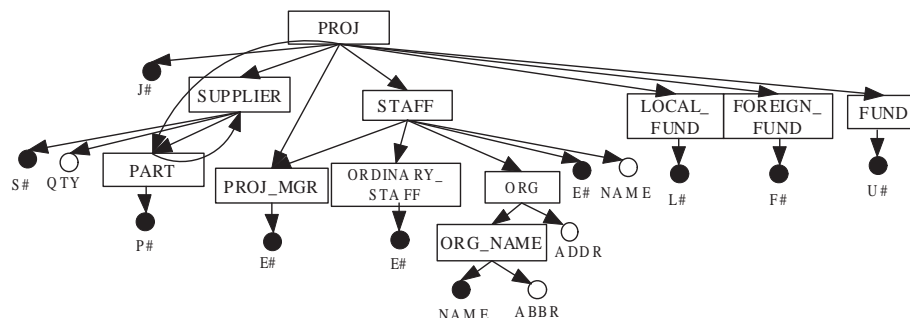 PROJ
J#
SUPPLIER
STAFF
LOCAL_
FUND
FOREIGN_
FUND
FUND
S#
QTY
PART
PROJ_MGR
ORDINARY_
STAFF
ORG
E#
NAME
L#
F#
U#
P#
E#
E#
ORG_NAME
ADDR
NAME
ABBR